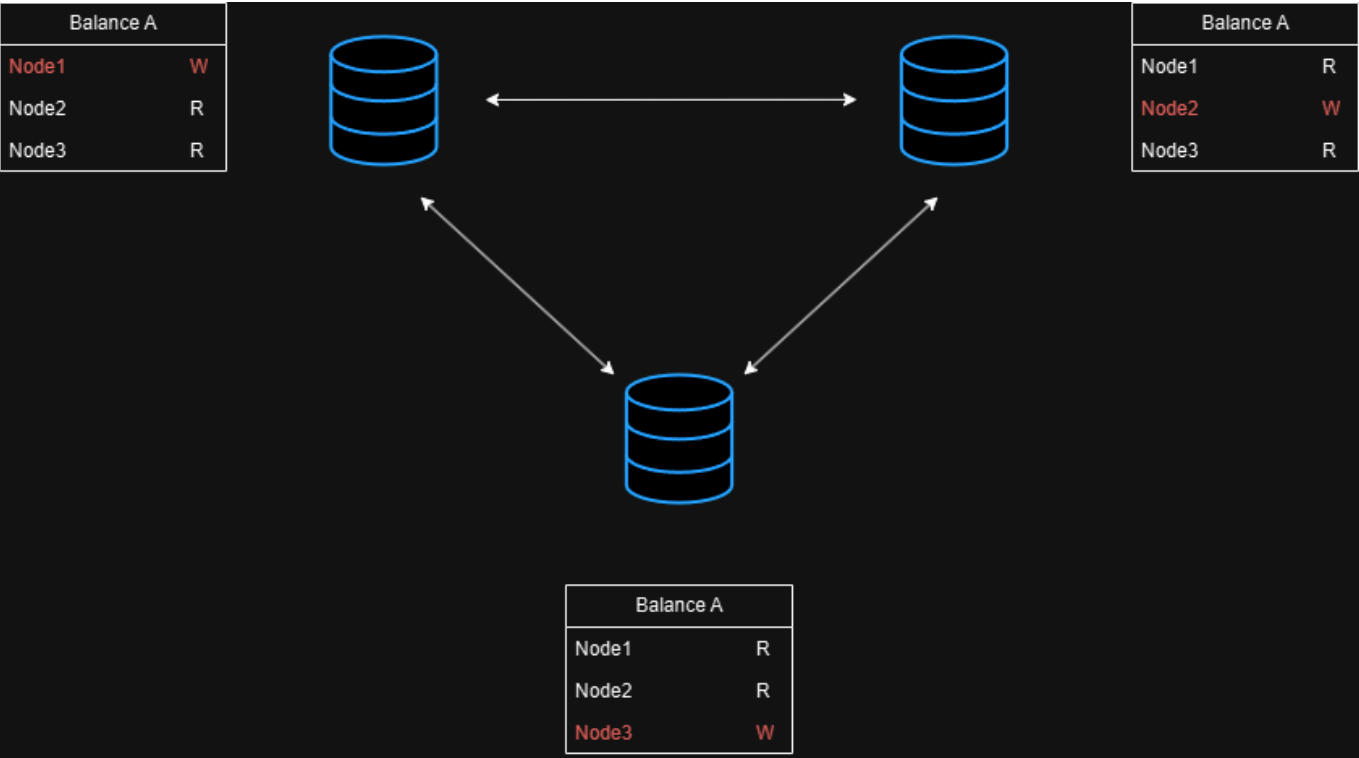 Balance A
Node1 W
Node2 R
Node3 R
Balance A
Node1 R
Node2 W
Node3 R
Balance A
Node1 R
Node2 R
Node3 W